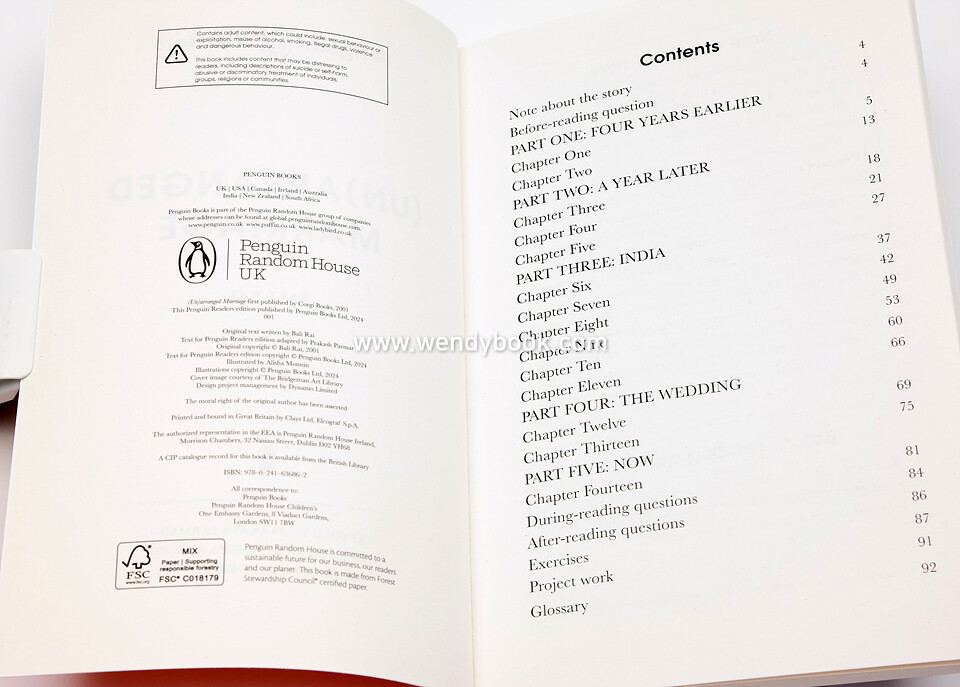 Contains adult content, which could include: sexual behaviour or
exploitation, misuse of alcohol, smoking, illegal drugs, violence
and dangerous behaviour.
This book includes content that may be distressing to
readers, including descriptions of suicide or self-harm,
abusive or discriminatory treatment of individuals,
groups, religions or communities.
PENGUIN BOOKS
UK | USA | Canada | Ireland | Australia
India | New Zealand | South Africa
Penguin Books is part of the Penguin Random House group of companies
whose addresses can be found at global.penguinrandomhouse.com.
www.penguin.co.uk www.puffin.co.uk www.ladybird.co.uk
Penguin
Random House
UK
(Un)arranged Marriage first published by Corgi Books, 2001
This Penguin Readers edition published by Penguin Books Ltd, 2024
001
Original text written by Bali Rai
Text for Penguin Readers edition adapted by Prakash Parmar
Original copyright © Bali Rai, 2001
Text for Penguin Readers edition copyright © Penguin Books Ltd, 2024
Illustrated by Alisha Monnin
Illustrations copyright © Penguin Books Ltd, 2024
Cover image courtesy of The Bridgeman Art Library
Design project management by Dynamo Limited
The moral right of the original author has been asserted
Printed and bound in Great Britain by Clays Ltd, Elcograf S.p.A.
The authorized representative in the EEA is Penguin Random House Ireland,
Morrison Chambers, 32 Nassau Street, Dublin D02 YH68
A CIP catalogue record for this book is available from the British Library
ISBN: 978-0-241-63686-2
All correspondence to:
Penguin Books
Penguin Random House Children's
One Embassy Gardens, 8 Viaduct Gardens,
London SW11 7BW
FSC
www.fsc.org
MIX
Paper | Supporting
responsible forestry
FSC® C018179
Penguin Random House is committed to a
sustainable future for our business, our readers
and our planet. This book is made from Forest
Stewardship Council® certified paper.
Contents
Note about the story 4
Before-reading question 4
PART ONE: FOUR YEARS EARLIER
Chapter One 5
Chapter Two 13
PART TWO: A YEAR LATER
Chapter Three 18
Chapter Four 21
Chapter Five 27
PART THREE: INDIA
Chapter Six 37
Chapter Seven 42
Chapter Eight 49
Chapter Nine 53
Chapter Ten 60
Chapter Eleven 66
PART FOUR: THE WEDDING
Chapter Twelve 69
Chapter Thirteen 75
PART FIVE: NOW
Chapter Fourteen 81
During-reading questions 84
After-reading questions 86
Exercises 87
Project work 91
Glossary 92
www.wendybook.com